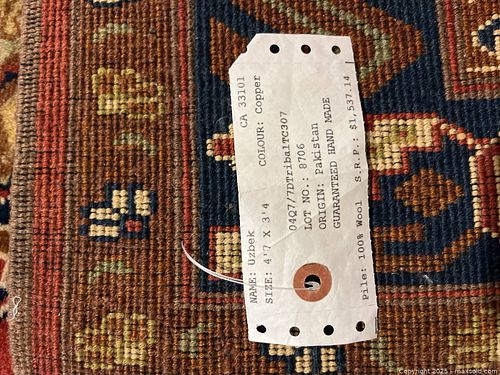 NAME: Uzbek CA 33101
SIZE: 4'7 X 3'4 COLOUR: Copper
04Q7/7DTribalTC307
LOT NO.: 8706
ORIGIN: Pakistan
GUARANTEED HAND MADE
Pile: 100% Wool S.R.P.: $1,537.14
Copyright 2025 - maxsold.com